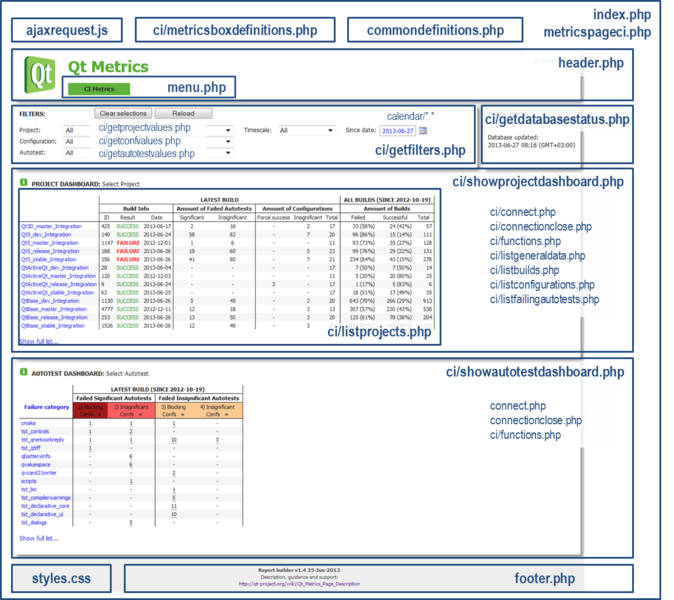 index.php
ajaxrequest.js ci/metricsboxdefinitions.php commondefinitions.php metricspageci.php
header.php
Qt Qt Metrics
CI Metrics menu.php
FILTERS: Clear selections Reload calendar/*.*
Project: All ci/getprojectvalues.php Timescale: All Since date: 2013-06-27
Configuration: All ci/getconfvalues.php
Autotest: All ci/getautotestvalues.php ci/getfilters.php
ci/getdatabasestatus.php
Database updated:
2013-06-27 08:16 (GMT+03:00)
PROJECT DASHBOARD: Select Project ci/showprojectdashboard.php
LATEST BUILD ALL BUILDS (SINCE 2012-10-19)
Build Info Amount of Failed Autotests Amount of Configurations Amount of Builds
ID Result Date Significant Insignificant Force success Insignificant Total Failed Successful Total
Qt3D_master_Integration 425 SUCCESS 2013-06-17 2 16 - 2 17 33 (58%) 24 (42%) 57
Qt5_dev_Integration 140 SUCCESS 2013-06-24 58 82 - 7 20 96 (86%) 15 (14%) 111
Qt5_master_Integration 1147 FAILURE 2012-12-01 1 6 - - 11 93 (73%) 35 (27%) 128
Qt5_release_Integration 188 FAILURE 2013-06-26 19 60 - 5 23 99 (76%) 29 (22%) 131
Qt5_stable_Integration 356 FAILURE 2013-06-26 41 80 - 7 21 234 (84%) 43 (15%) 278
QtActiveQt_dev_Integration 28 SUCCESS 2013-06-04 - - - - - 7 (50%) 7 (50%) 14
QtActiveQt_master_Integration 120 SUCCESS 2012-12-03 - - - - - 5 (20%) 20 (80%) 25
QtActiveQt_release_Integration 9 SUCCESS 2013-06-24 - - 3 - - 1 (17%) 5 (83%) 6
QtActiveQt_stable_Integration 62 SUCCESS 2013-06-25 - - - - - 18 (51%) 17 (49%) 35
QtBase_dev_Integration 1130 SUCCESS 2013-06-26 5 45 - 2 20 643 (70%) 266 (29%) 913
QtBase_master_Integration 4777 SUCCESS 2012-12-11 12 18 - 3 13 307 (57%) 230 (43%) 538
QtBase_release_Integration 253 SUCCESS 2013-06-26 13 50 - 3 20 125 (61%) 78 (38%) 204
QtBase_stable_Integration 1526 SUCCESS 2013-06-26 12 49 - 3
ci/listprojects.php
Show full list...
ci/connect.php
ci/connectionclose.php
ci/functions.php
ci/listgeneraldata.php
ci/listbuilds.php
ci/listconfigurations.php
ci/listfailingautotests.php
AUTOTEST DASHBOARD: Select Autotest ci/showautotestdashboard.php
LATEST BUILD (SINCE 2012-10-19)
Failed Significant Autotests Failed Insignificant Autotests
Failure category 1) Blocking Confs = 2) Insignificant Confs = 3) Blocking Confs = 4) Insignificant Confs =
cmake 1 1 1 -
tst_controls 1 2 - -
tst_qnetworkreply 1 1 10 3
tst_qtiff 1 - - -
qbatteryinfo - 6 - -
qvaluespace - 6 - -
qvcard21writer - - 2 -
scripts - 1 - -
tst_bic - - 1 -
tst_compilerwarnings - - 5 -
tst_declarative_core - - 11 -
tst_declarative_ui - - 10 -
tst_dialogs - 5 - -
Show full list...
connect.php
connectionclose.php
ci/functions.php
styles.css
Report builder v1.4 25-Jun-2013
Description, guidance and support:
http://qt-project.org/wiki/Qt_Metrics_Page_Description
footer.php